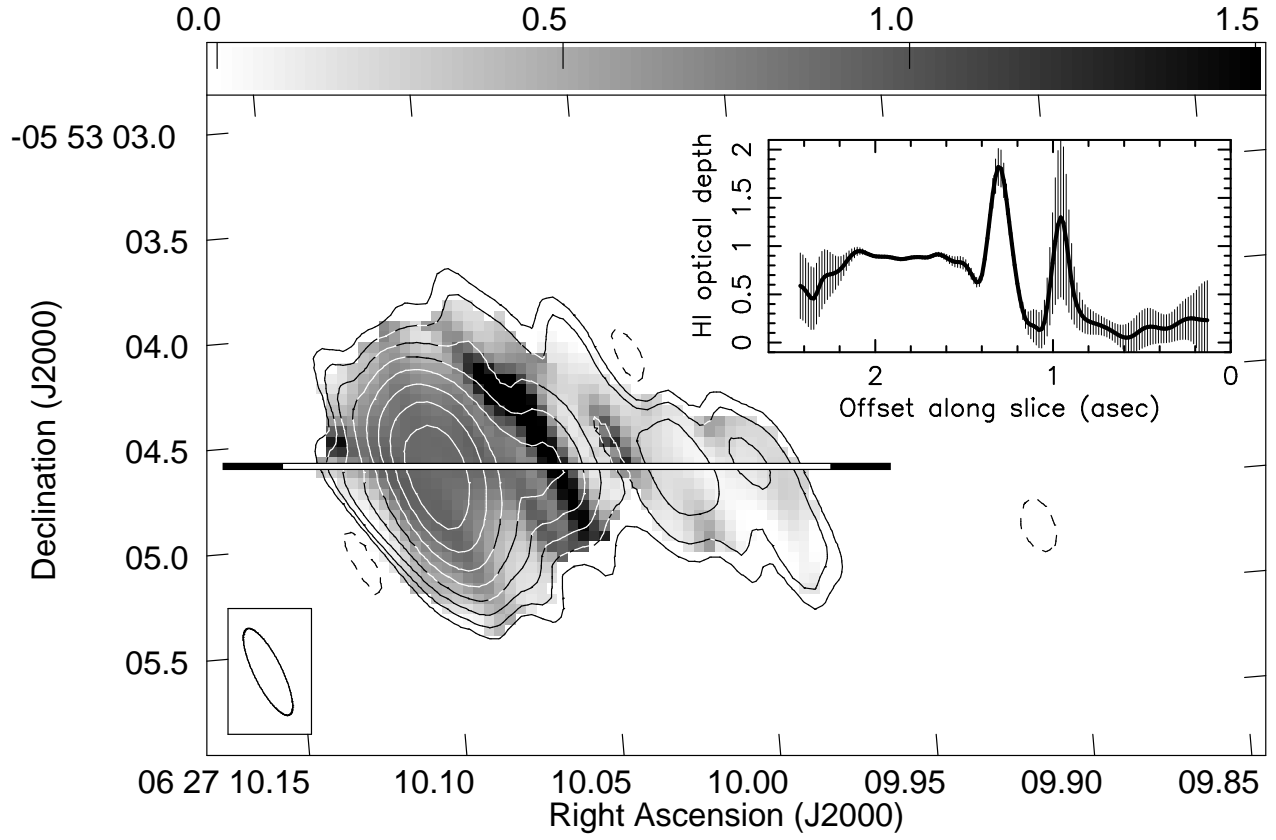 0.0 0.5 1.0 1.5
-05 53 03.0
03.5
04.0
04.5
05.0
05.5
Declination (J2000)
HI optical depth
2
1.5
1
0.5
0
2 1 0
Offset along slice (asec)
06 27 10.15 10.10 10.05 10.00 09.95 09.90 09.85
Right Ascension (J2000)